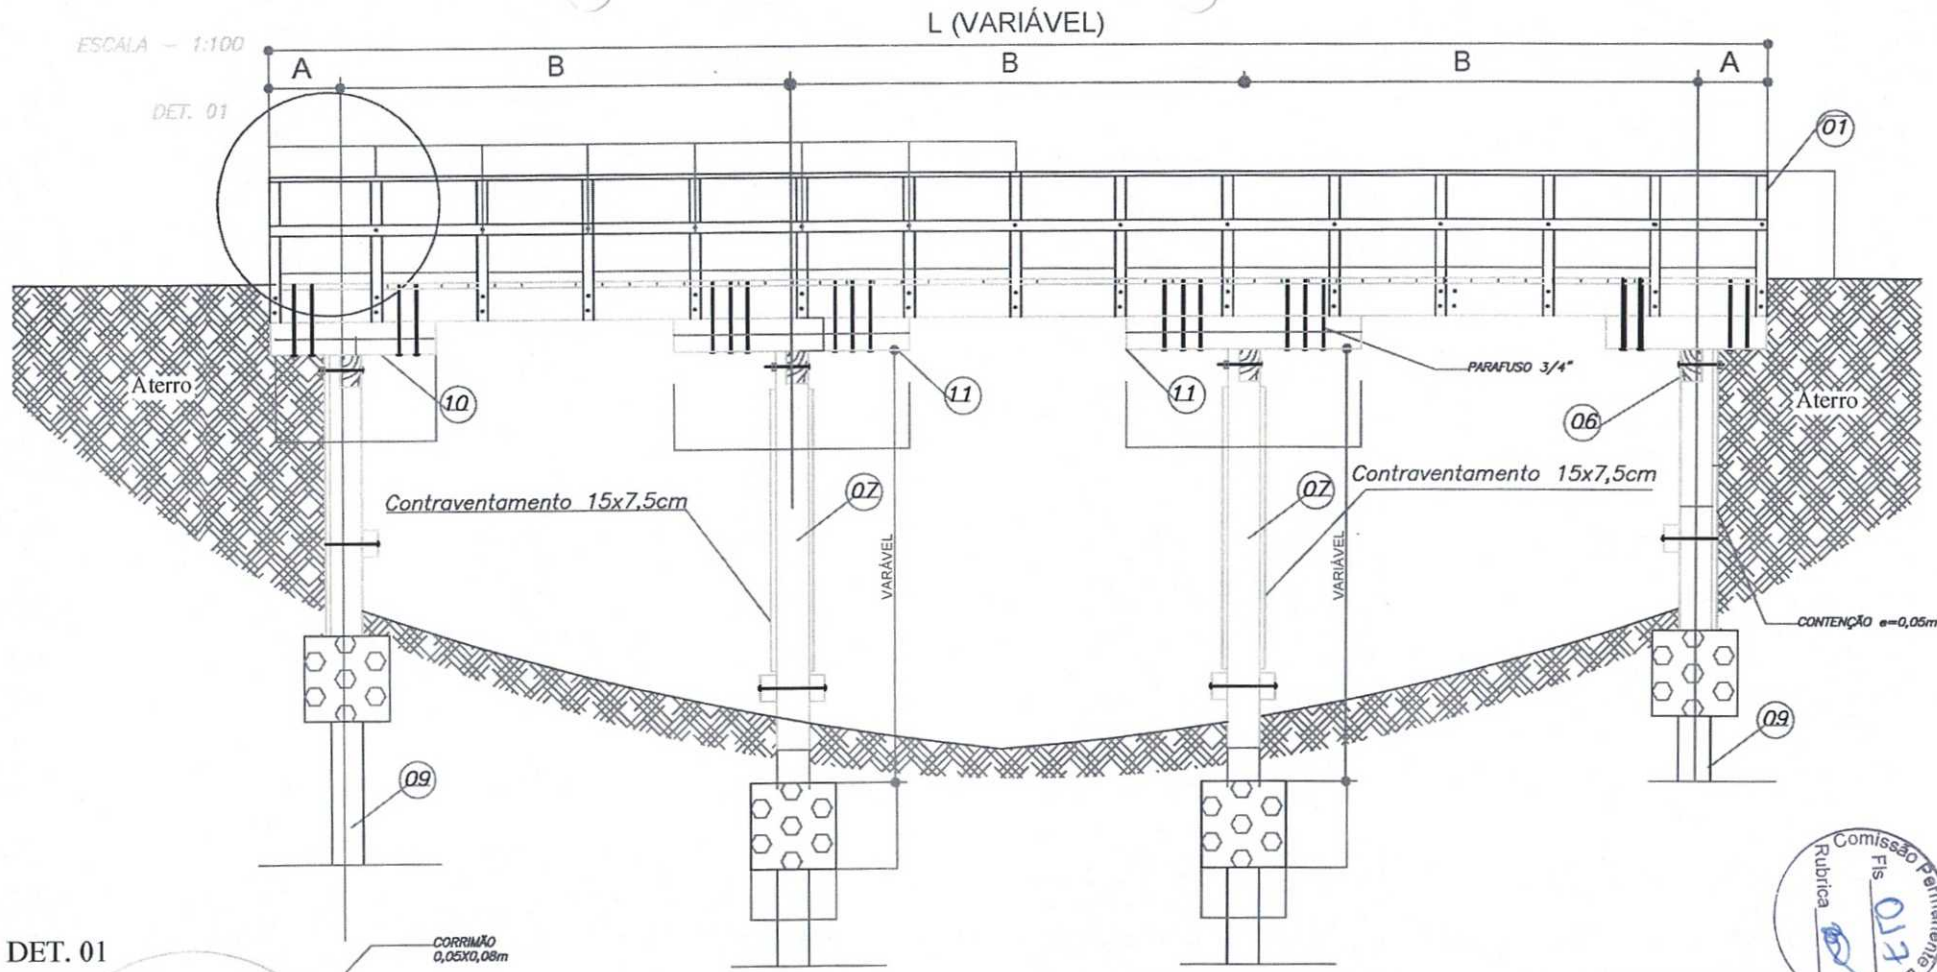 L (VARIÁVEL)
ESCALA - 1:100
A
B
B
B
A
DET. 01
01
Aterro
10
11
11
PARAFUSO 3/4"
06
Aterro
Contraventamento 15x7,5cm
07
VARÁVEL
07
Contraventamento 15x7,5cm
VARIÁVEL
CONTENÇÃO e=0,05m
09
09
DET. 01
CORRIMÃO
0,05X0,08m
Comissão Permanente
Fls
Rubrica